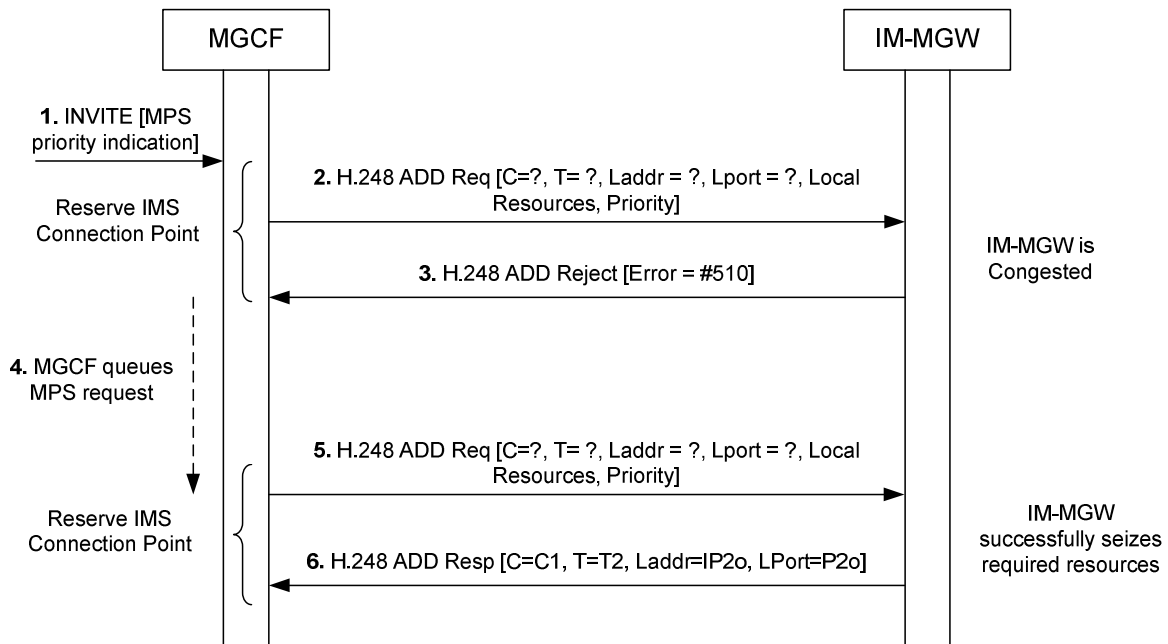 MGCF
IM-MGW
1. INVITE [MPS
priority indication]
2. H.248 ADD Req [C=?, T= ?, Laddr = ?, Lport = ?, Local
Resources, Priority]
Reserve IMS
Connection Point
IM-MGW is
Congested
3. H.248 ADD Reject [Error = #510]
4. MGCF queues
MPS request
5. H.248 ADD Req [C=?, T= ?, Laddr = ?, Lport = ?, Local
Resources, Priority]
Reserve IMS
Connection Point
IM-MGW
successfully seizes
required resources
6. H.248 ADD Resp [C=C1, T=T2, Laddr=IP2o, LPort=P2o]